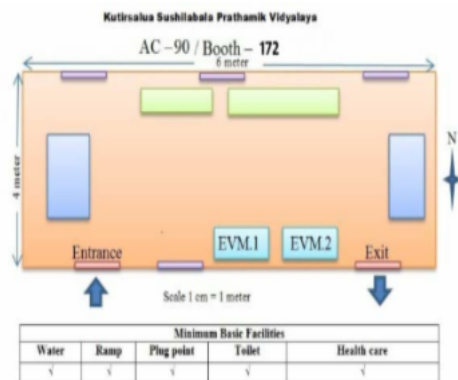 Kutirsalua Sushilabala Prathamik Vidyalaya
AC – 90 / Booth – 172
6 meter
4 meter
N
EVM.1 EVM.2
Entrance Exit
Scale 1 cm = 1 meter
Minimum Basic Facilities
Water Ramp Plug point Toilet Health care
√ √ √ √ √